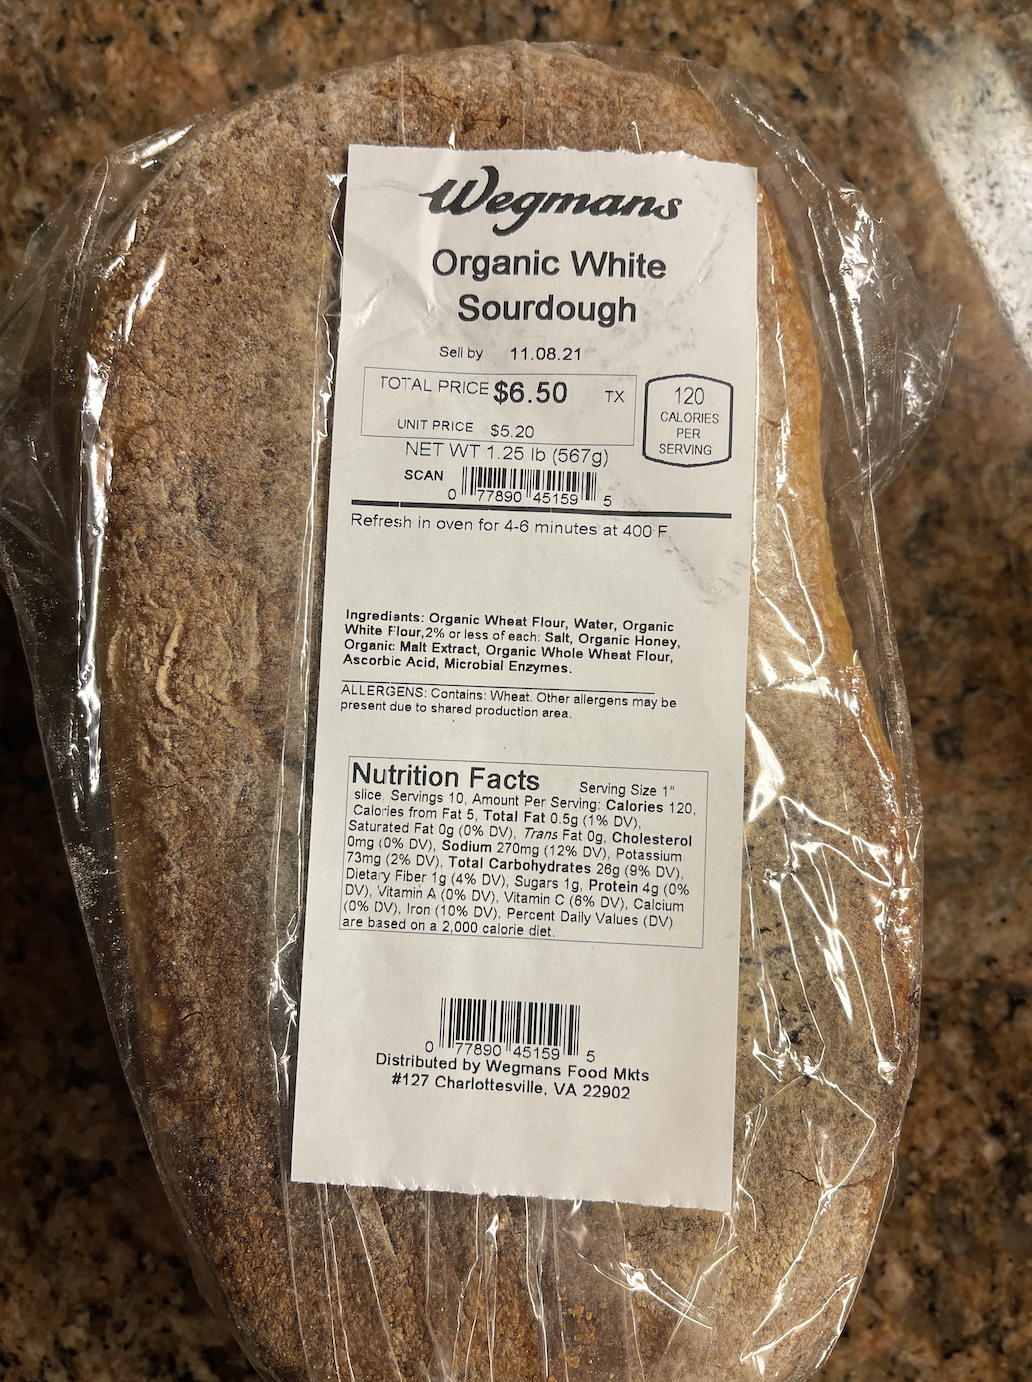 Wegmans
Organic White
Sourdough
Sell by 11.08.21
TOTAL PRICE $6.50 TX
UNIT PRICE $5.20
120
CALORIES
PER
SERVING
NET WT 1.25 lb (567g)
SCAN
0 77890 45159 5
Refresh in oven for 4-6 minutes at 400 F.
Ingredients: Organic Wheat Flour, Water, Organic
White Flour,2% or less of each: Salt, Organic Honey,
Organic Malt Extract, Organic Whole Wheat Flour,
Ascorbic Acid, Microbial Enzymes.
ALLERGENS: Contains: Wheat. Other allergens may be
present due to shared production area.
Nutrition Facts Serving Size 1"
slice, Servings 10, Amount Per Serving: Calories 120,
Calories from Fat 5, Total Fat 0.5g (1% DV),
Saturated Fat 0g (0% DV), Trans Fat 0g, Cholesterol
0mg (0% DV), Sodium 270mg (12% DV), Potassium
73mg (2% DV), Total Carbohydrates 26g (9% DV),
Dietary Fiber 1g (4% DV), Sugars 1g, Protein 4g (0%
DV), Vitamin A (0% DV), Vitamin C (6% DV), Calcium
(0% DV), Iron (10% DV). Percent Daily Values (DV)
are based on a 2,000 calorie diet.
0 77890 45159 5
Distributed by Wegmans Food Mkts
#127 Charlottesville, VA 22902